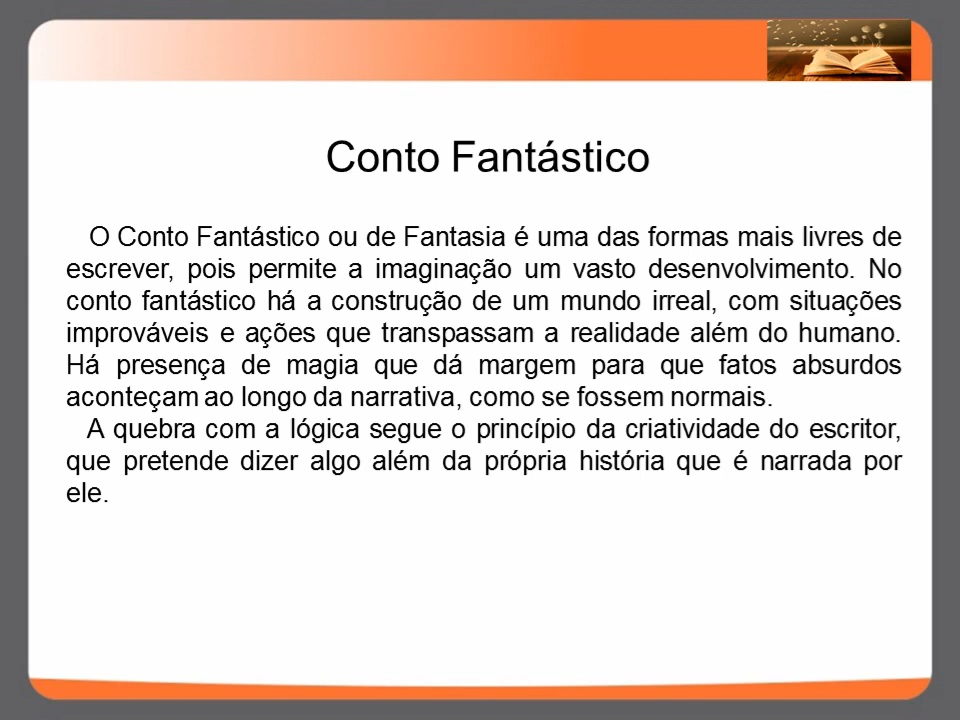 Conto Fantástico
O Conto Fantástico ou de Fantasia é uma das formas mais livres de
escrever, pois permite a imaginação um vasto desenvolvimento. No
conto fantástico há a construção de um mundo irreal, com situações
improváveis e ações que transpassam a realidade além do humano.
Há presença de magia que dá margem para que fatos absurdos
aconteçam ao longo da narrativa, como se fossem normais.
A quebra com a lógica segue o princípio da criatividade do escritor,
que pretende dizer algo além da própria história que é narrada por
ele.